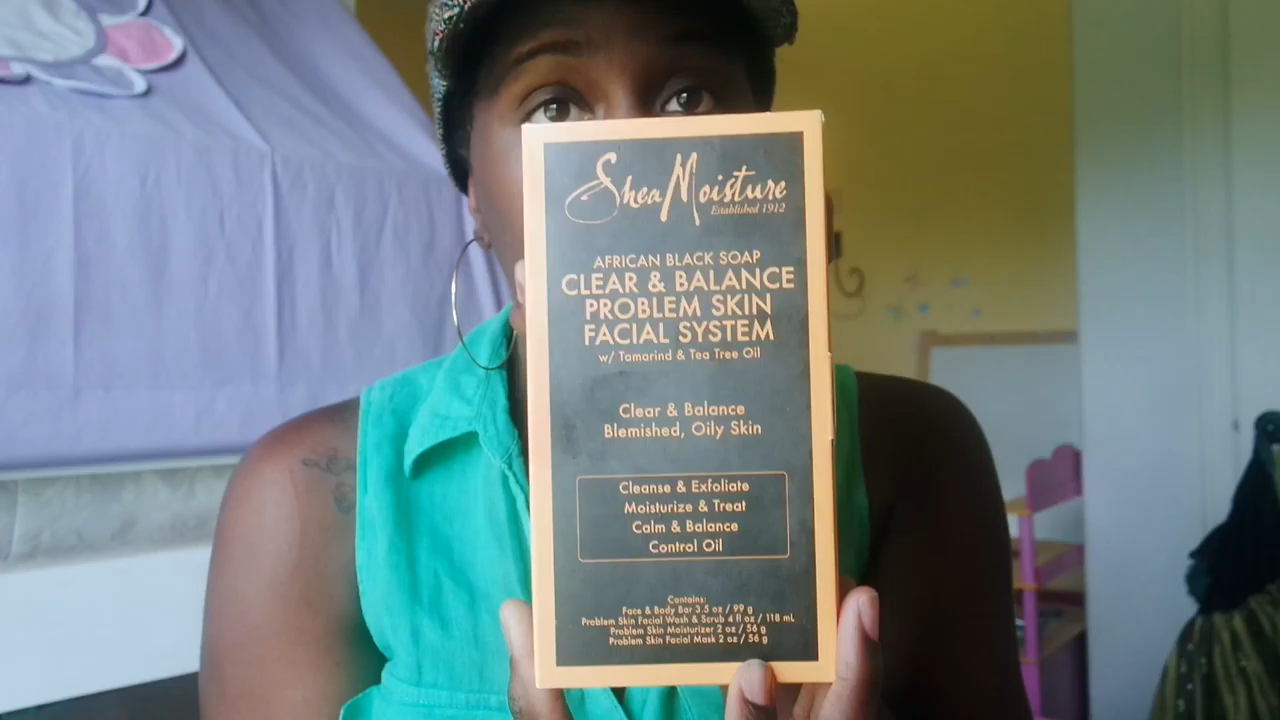 SheaMoisture
Established 1912
AFRICAN BLACK SOAP
CLEAR & BALANCE
PROBLEM SKIN
FACIAL SYSTEM
w/ Tamarind & Tea Tree Oil
Clear & Balance
Blemished, Oily Skin
Cleanse & Exfoliate
Moisturize & Treat
Calm & Balance
Control Oil
Contains:
Face & Body Bar 3.5 oz / 99 g
Problem Skin Facial Wash & Scrub 4 fl oz / 118 mL
Problem Skin Moisturizer 2 oz / 56 g
Problem Skin Facial Mask 2 oz / 56 g